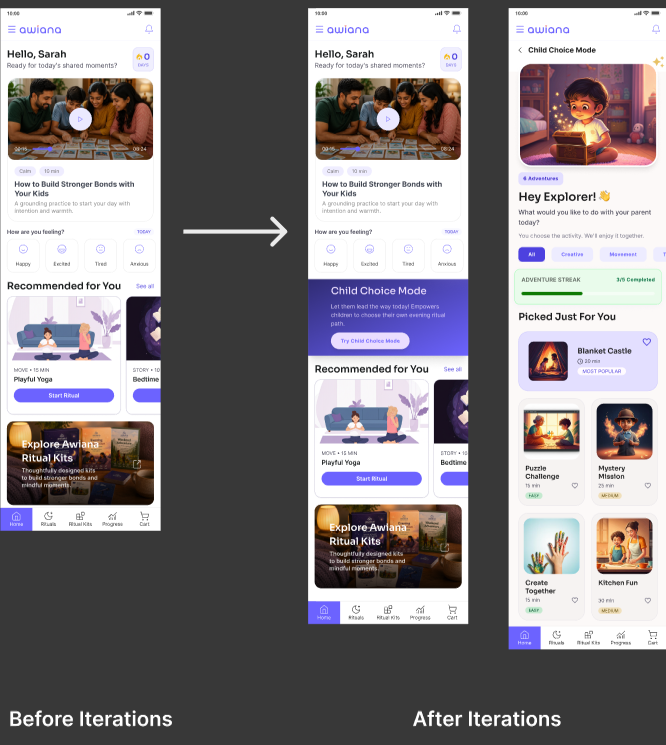 10:00
awiana
Hello, Sarah
Ready for today's shared moments?
0
DAYS
00:16
08:24
Calm
10 min
How to Build Stronger Bonds with
Your Kids
A grounding practice to start your day with
intention and warmth.
How are you feeling?
TODAY
Happy
Excited
Tired
Anxious
Recommended for You
See all
MOVE • 15 MIN
Playful Yoga
Start Ritual
Explore Awiana
Ritual Kits
Thoughtfully designed kits
to build stronger bonds and
mindful moments.
Home
Rituals
Ritual Kits
Progress
Cart
Before Iterations
10:00
awiana
Hello, Sarah
Ready for today's shared moments?
0
DAYS
00:16
08:24
Calm
10 min
How to Build Stronger Bonds with
Your Kids
A grounding practice to start your day with
intention and warmth.
How are you feeling?
TODAY
Happy
Excited
Tired
Anxious
Child Choice Mode
Let them lead the way today! Empowers
children to choose their own evening ritual
path.
Try Child Choice Mode
Recommended for You
See all
MOVE • 15 MIN
Playful Yoga
Start Ritual
STORY • 10
Bedtime
Explore Awiana
Ritual Kits
Thoughtfully designed kits
to build stronger bonds and
mindful moments.
Home
Rituals
Ritual Kits
Progress
Cart
10:00
awiana
Child Choice Mode
6 Adventures
Hey Explorer!
What would you like to do with your parent
today?
You choose the activity. We'll enjoy it together.
All
Creative
Movement
T
ADVENTURE STREAK
3/5 Completed
Picked Just For You
Blanket Castle
20 min
MOST POPULAR
Puzzle
Challenge
15 min
EASY
Mystery
Mission
25 min
MEDIUM
Create
Together
15 min
EASY
Kitchen Fun
30 min
MEDIUM
Home
Rituals
Ritual Kits
Progress
Cart
After Iterations